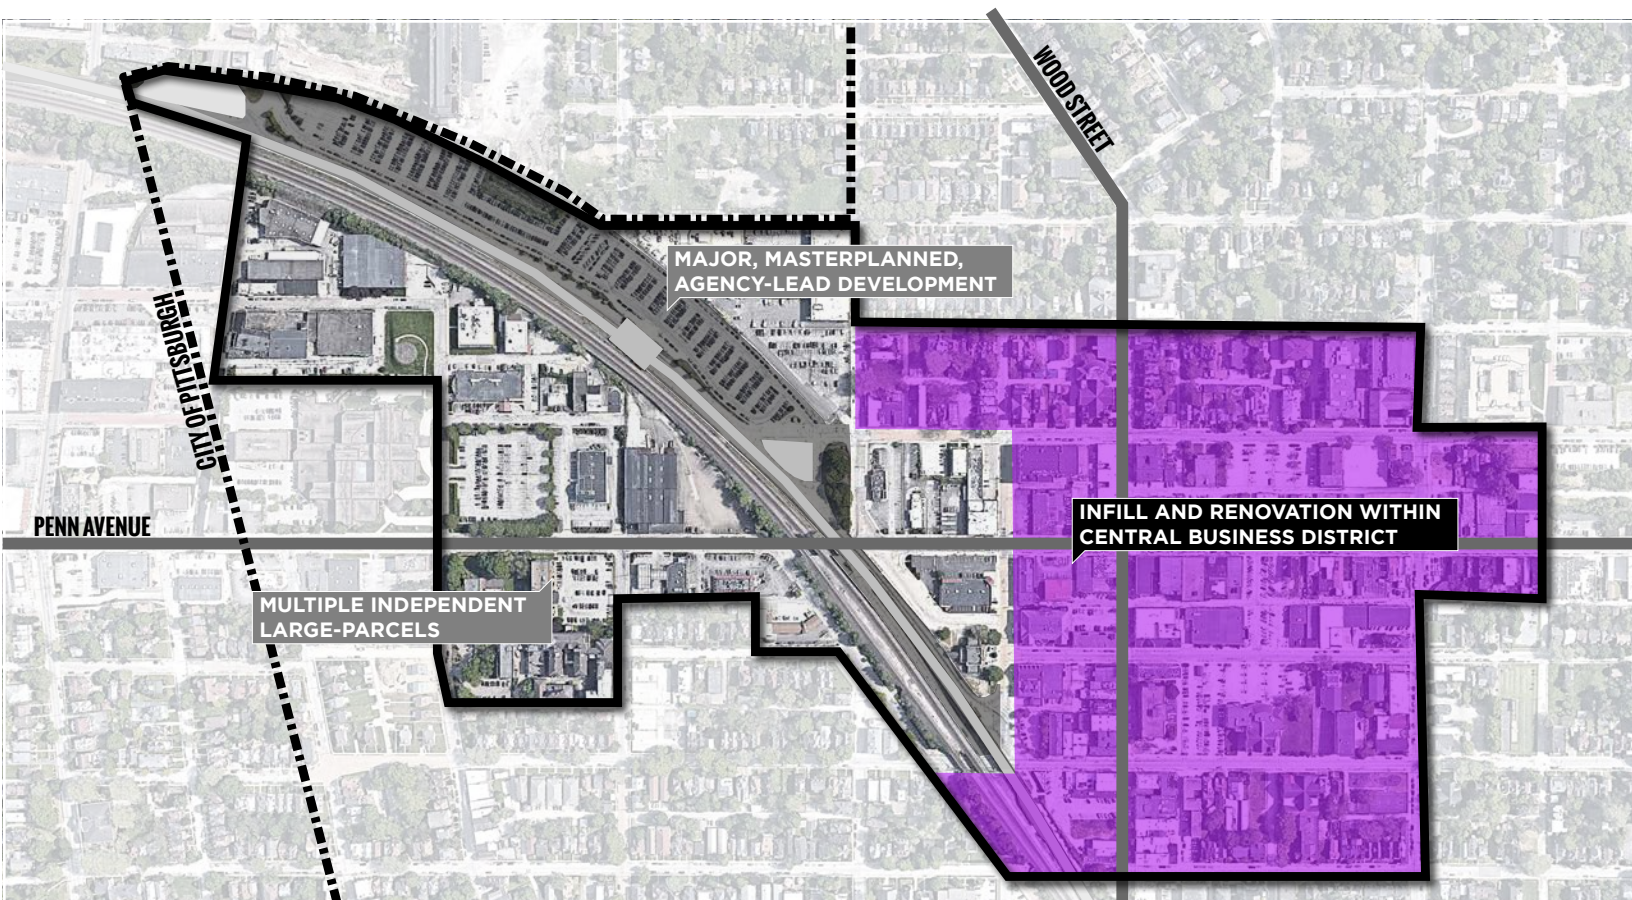 WOOD STREET
MAJOR, MASTERPLANNED,
AGENCY-LEAD DEVELOPMENT
CITY OF PITTSBURGH
PENN AVENUE
INFILL AND RENOVATION WITHIN
CENTRAL BUSINESS DISTRICT
MULTIPLE INDEPENDENT
LARGE-PARCELS